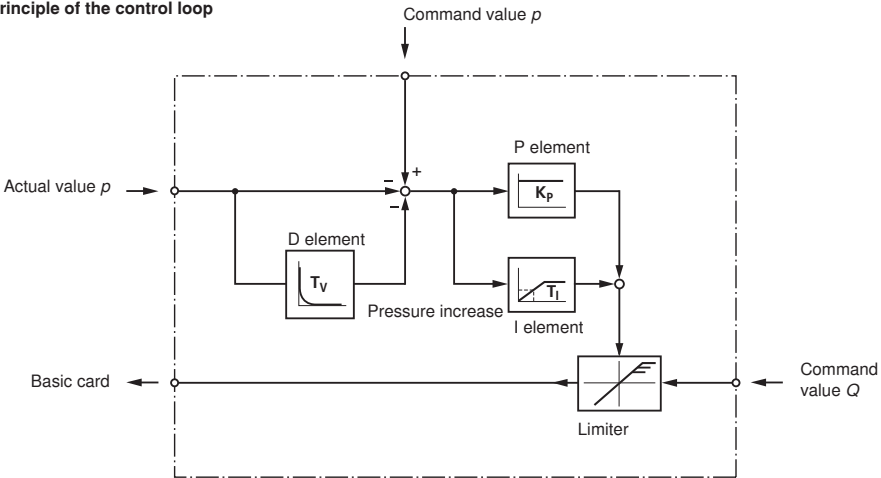 rinciple of the control loop
Command value p
P element
+
−
Actual value p
K_P
−
D element
T_V
T_I
Pressure increase
I element
Basic card
Command
value Q
Limiter